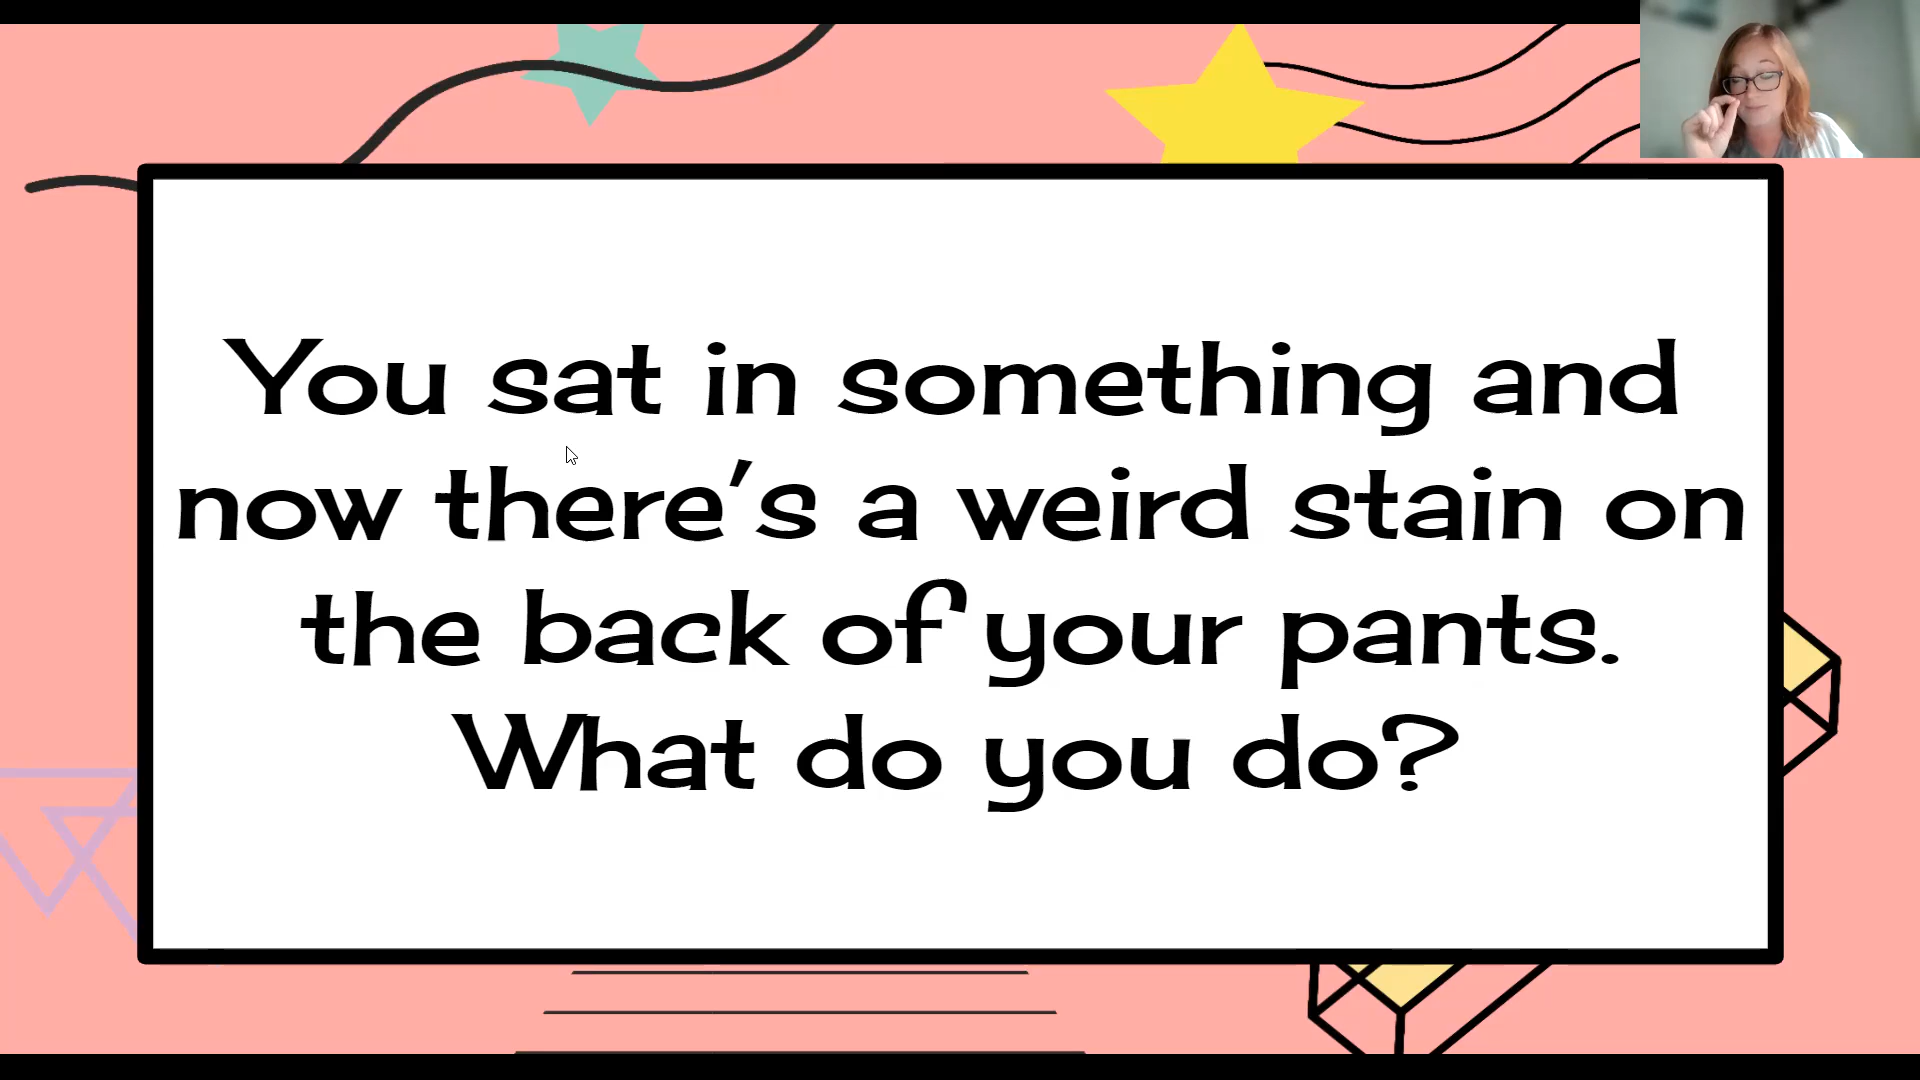 You sat in something and
now there's a weird stain on
the back of your pants.
What do you do?